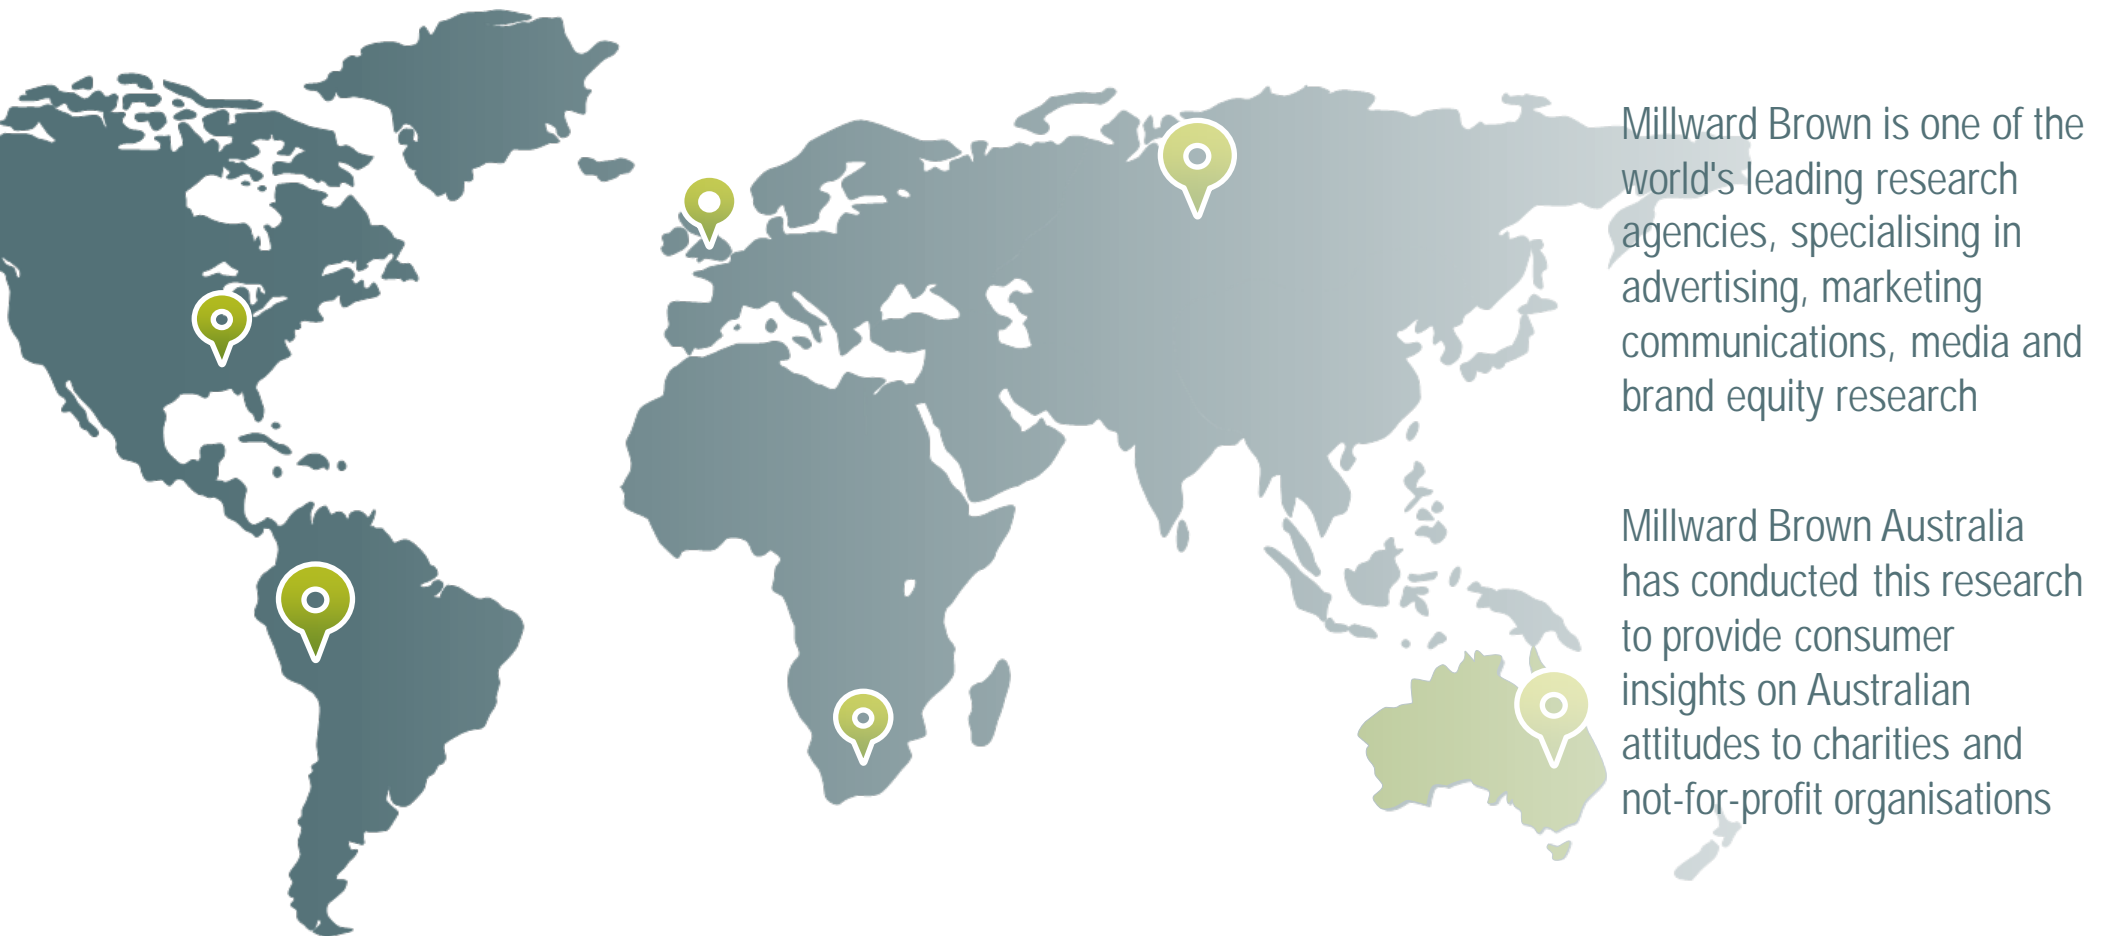 Millward Brown is one of the
world's leading research
agencies, specialising in
advertising, marketing
communications, media and
brand equity research
Millward Brown Australia
has conducted this research
to provide consumer
insights on Australian
attitudes to charities and
not-for-profit organisations